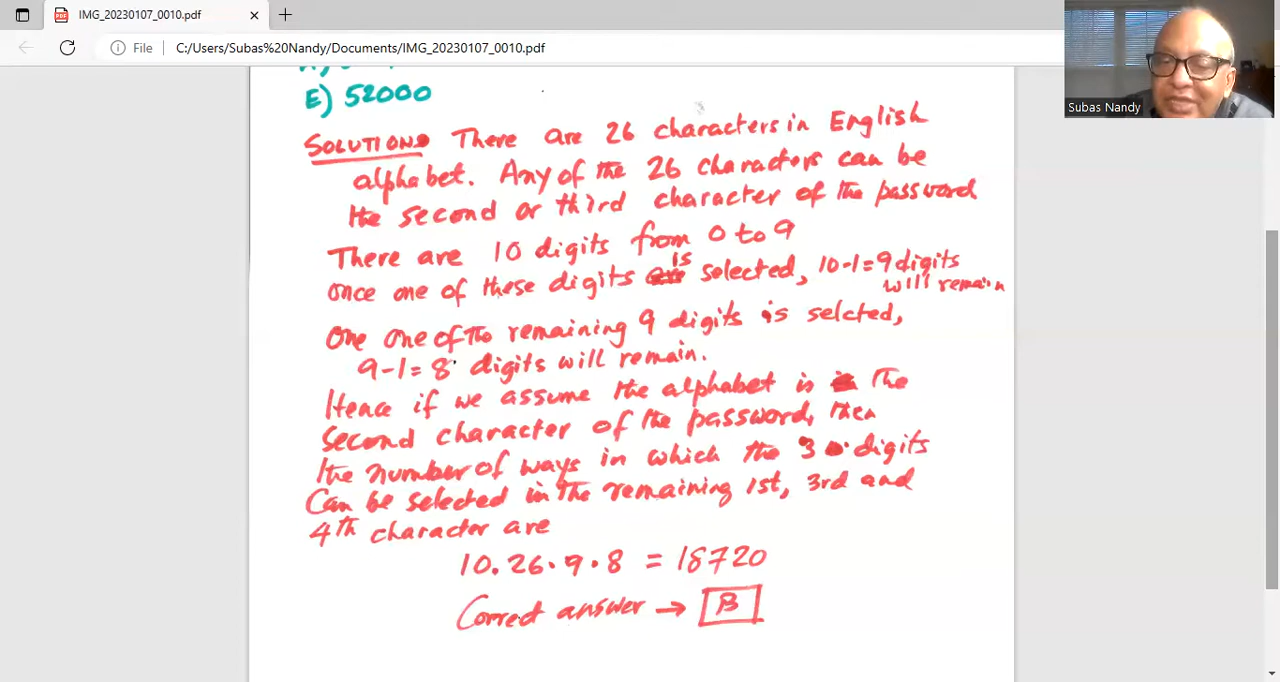 IMG_20230107_0010.pdf
File C:/Users/Subas%20Nandy/Documents/IMG_20230107_0010.pdf
Subas Nandy
E) 52000
SOLUTION There are 26 characters in English
alphabet. Any of the 26 characters can be
the second or third character of the password
There are 10 digits from 0 to 9
once one of these digits is selected, 10-1=9 digits
will remain
One one of the remaining 9 digits is selcted,
9-1=8 digits will remain.
Hence if we assume the alphabet is the
second character of the password, then
the number of ways in which the 3 digits
can be selected in the remaining 1st, 3rd and
4th character are
10.26.9.8 = 18720
Correct answer → B